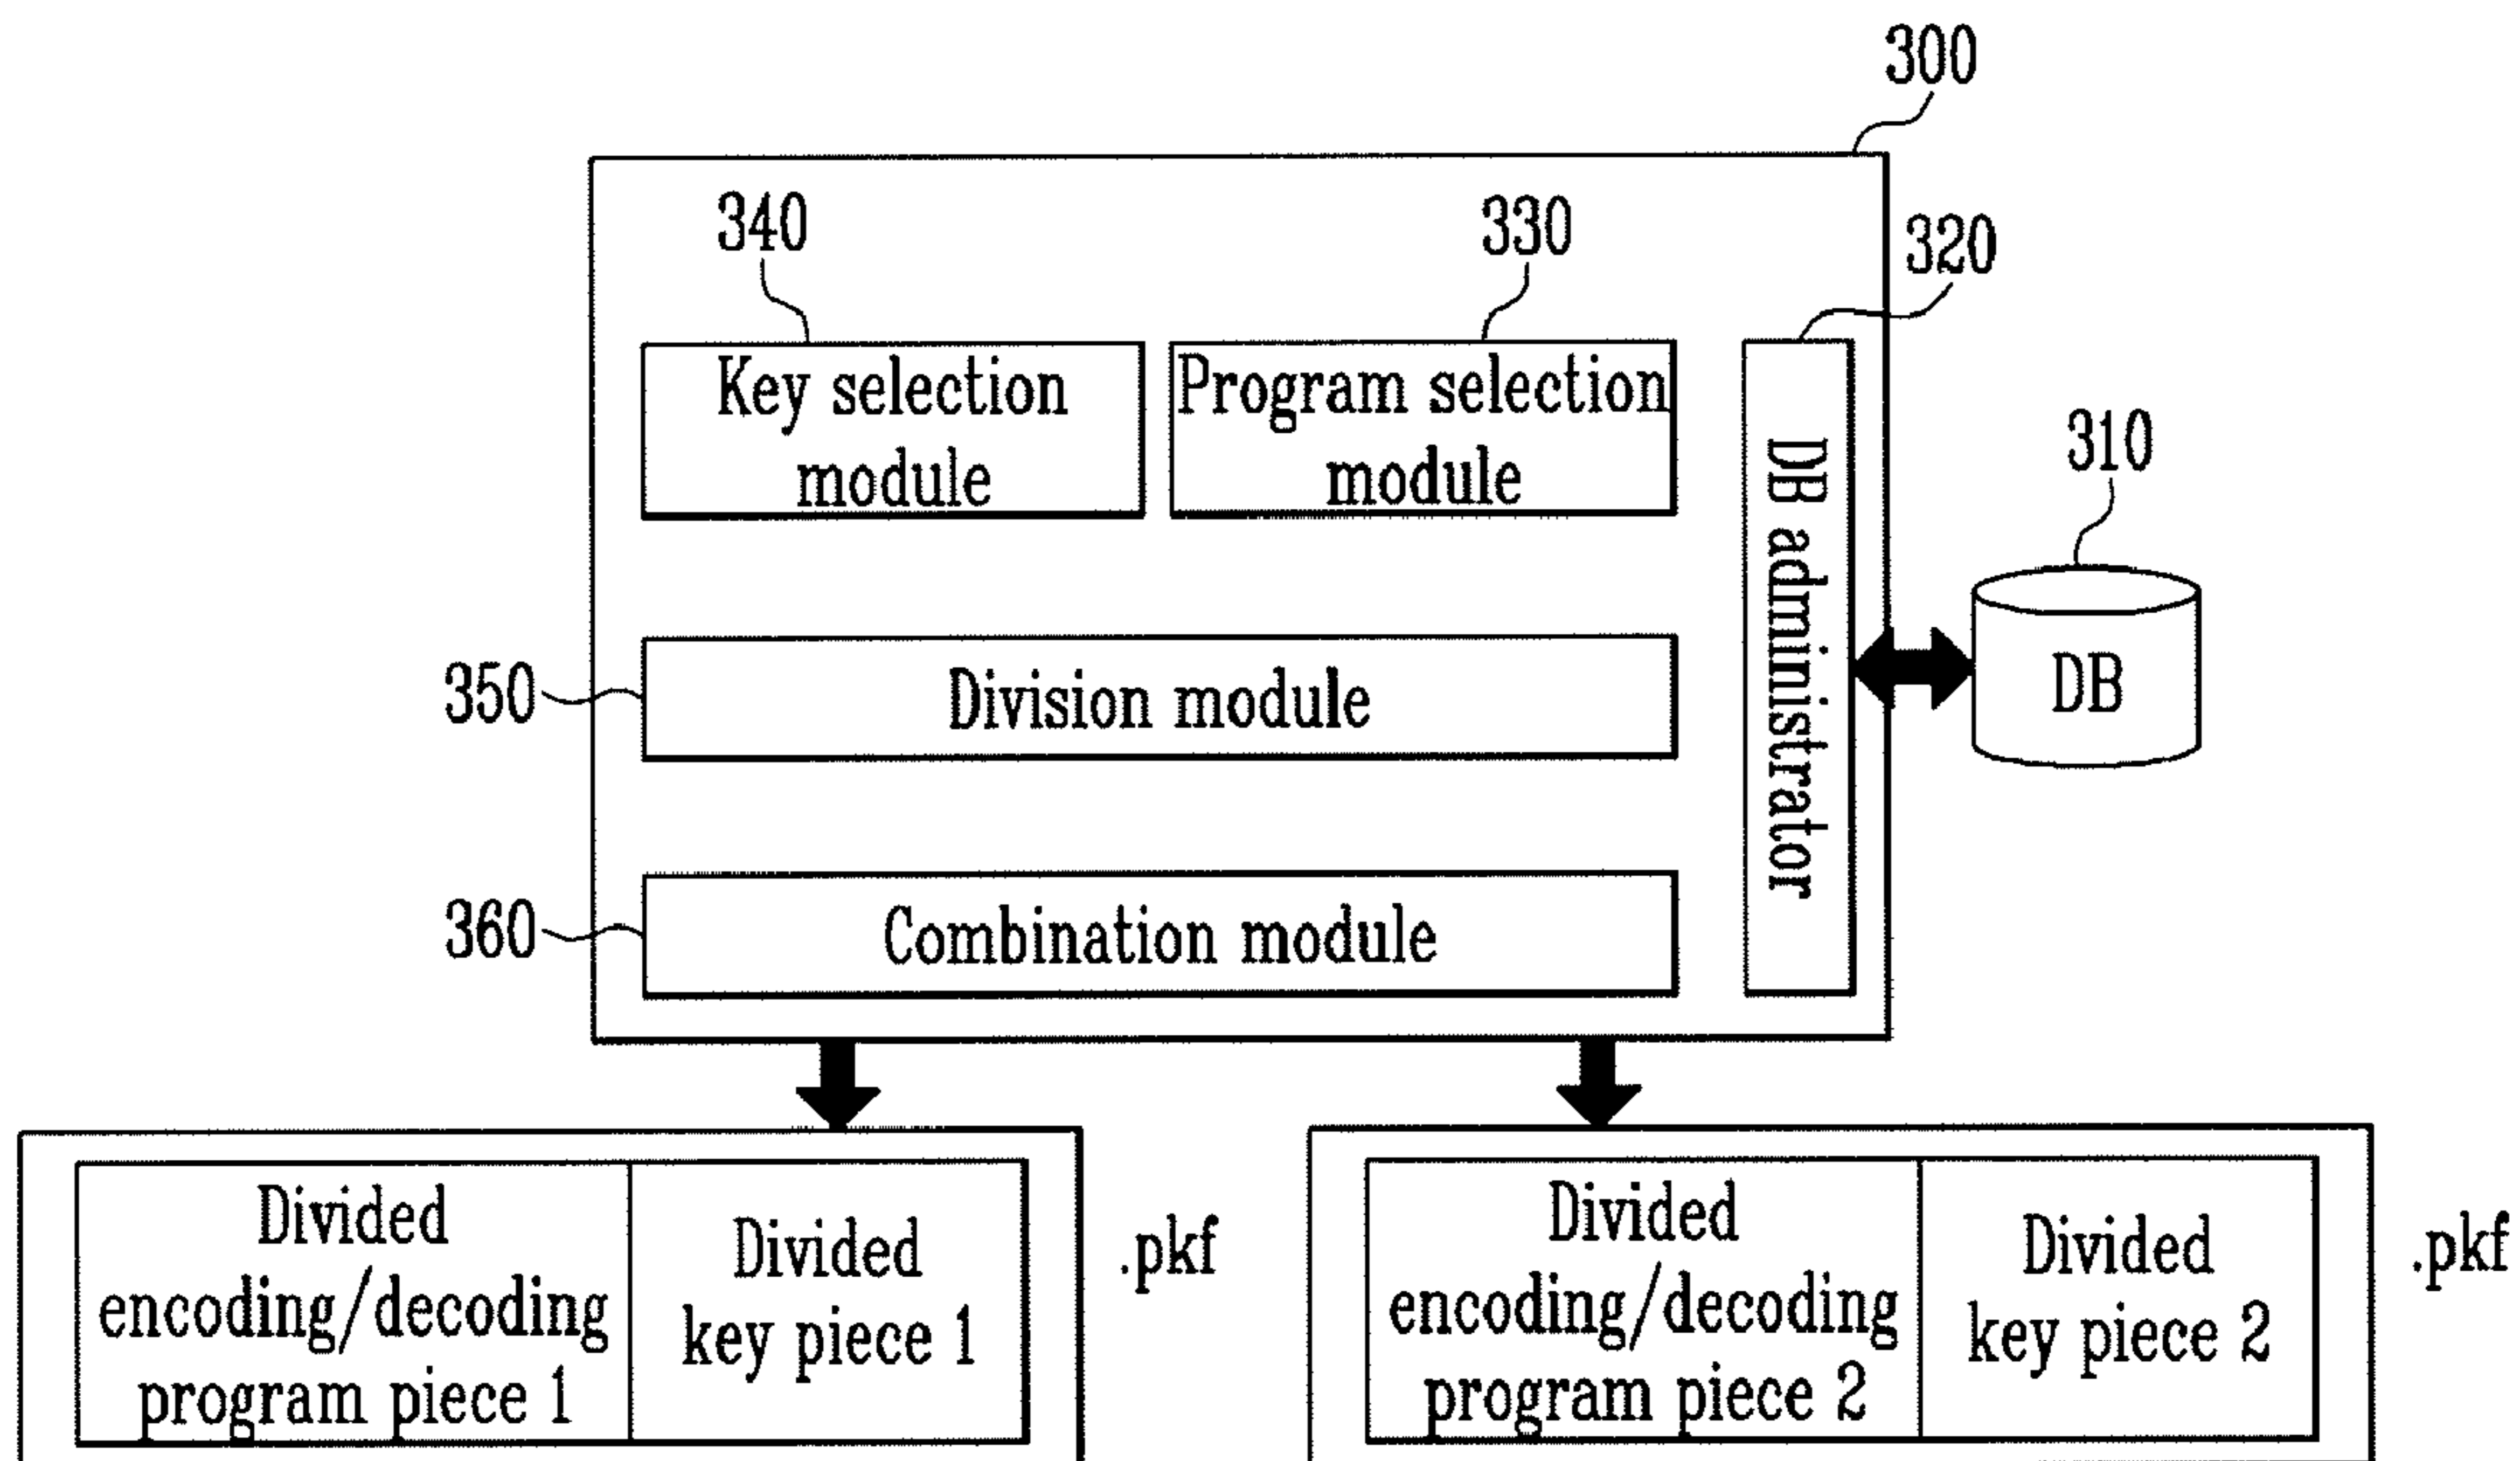 300
340
330
320
Key selection
module
Program selection
module
DB administrator
310
DB
350
Division module
360
Combination module
Divided
encoding/decoding
program piece 1
Divided
key piece 1
.pkf
Divided
encoding/decoding
program piece 2
Divided
key piece 2
.pkf